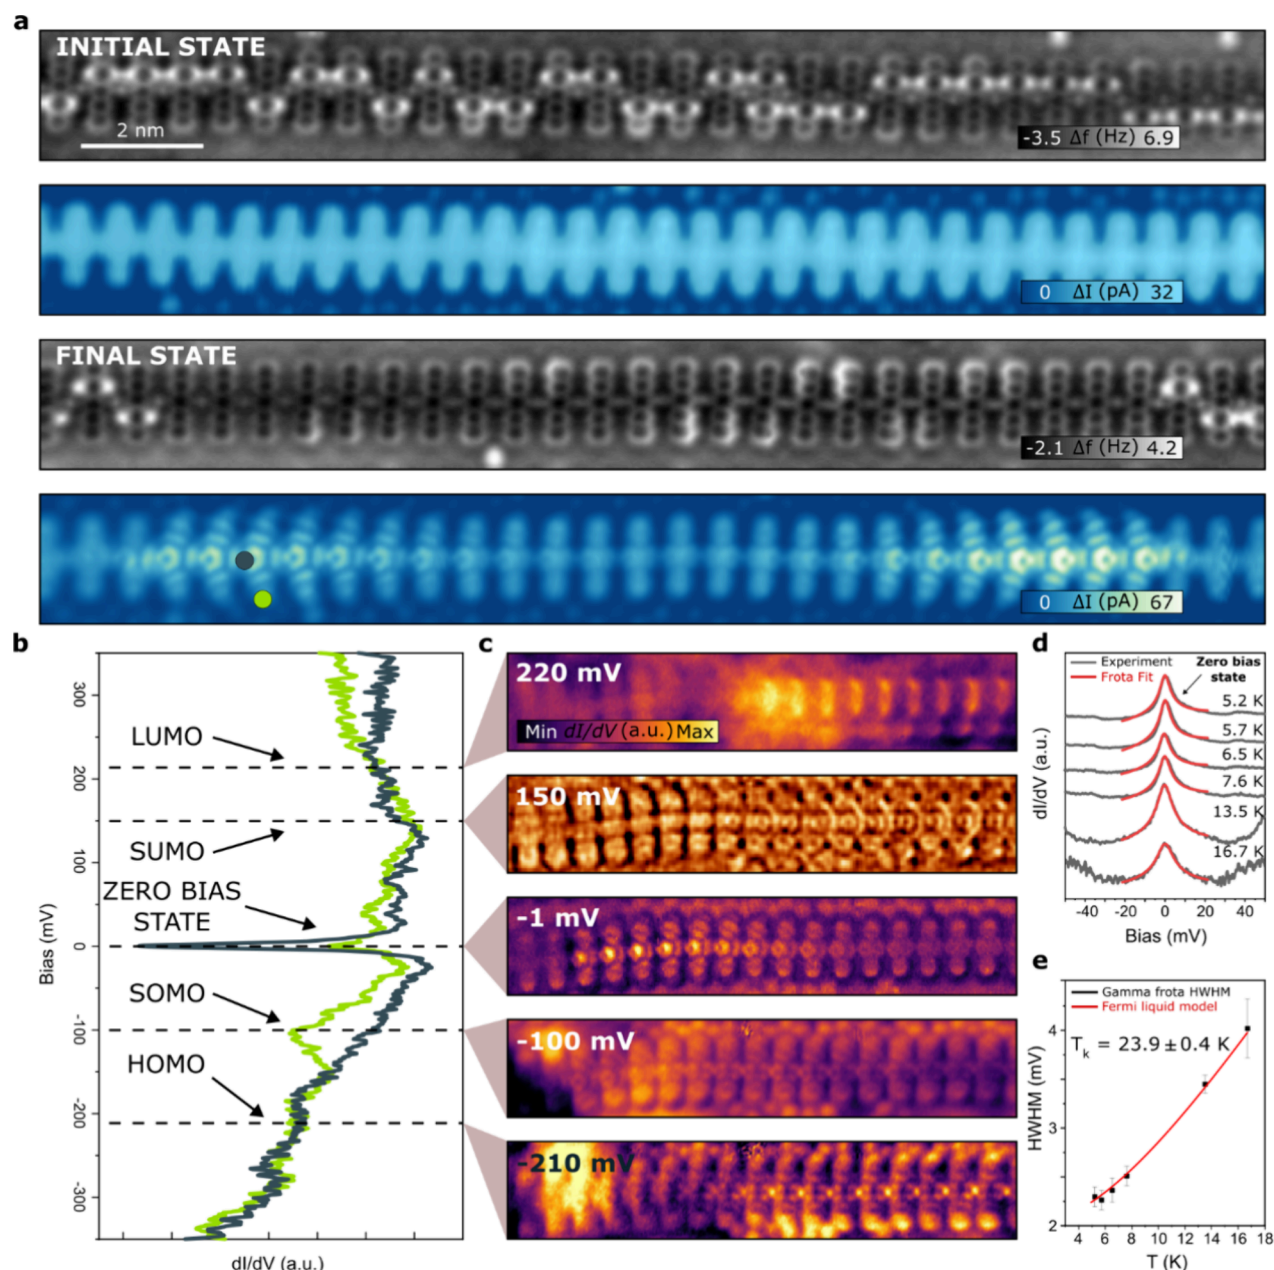 a
INITIAL STATE
2 nm
-3.5 Δf (Hz) 6.9
0 ΔI (pA) 32
FINAL STATE
-2.1 Δf (Hz) 4.2
0 ΔI (pA) 67
b
300
200
100
0
-100
-200
-300
Bias (mV)
LUMO
SUMO
ZERO BIAS
STATE
SOMO
HOMO
dI/dV (a.u.)
c
220 mV
Min dI/dV (a.u.) Max
150 mV
-1 mV
-100 mV
-210 mV
d
Experiment
Frota Fit
Zero bias
state
5.2 K
5.7 K
6.5 K
7.6 K
13.5 K
16.7 K
dI/dV (a.u.)
-40 -20 0 20 40
Bias (mV)
e
Gamma frota HWHM
Fermi liquid model
Tk = 23.9 ± 0.4 K
4
3
2
HWHM (mV)
4 6 8 10 12 14 16 18
T (K)